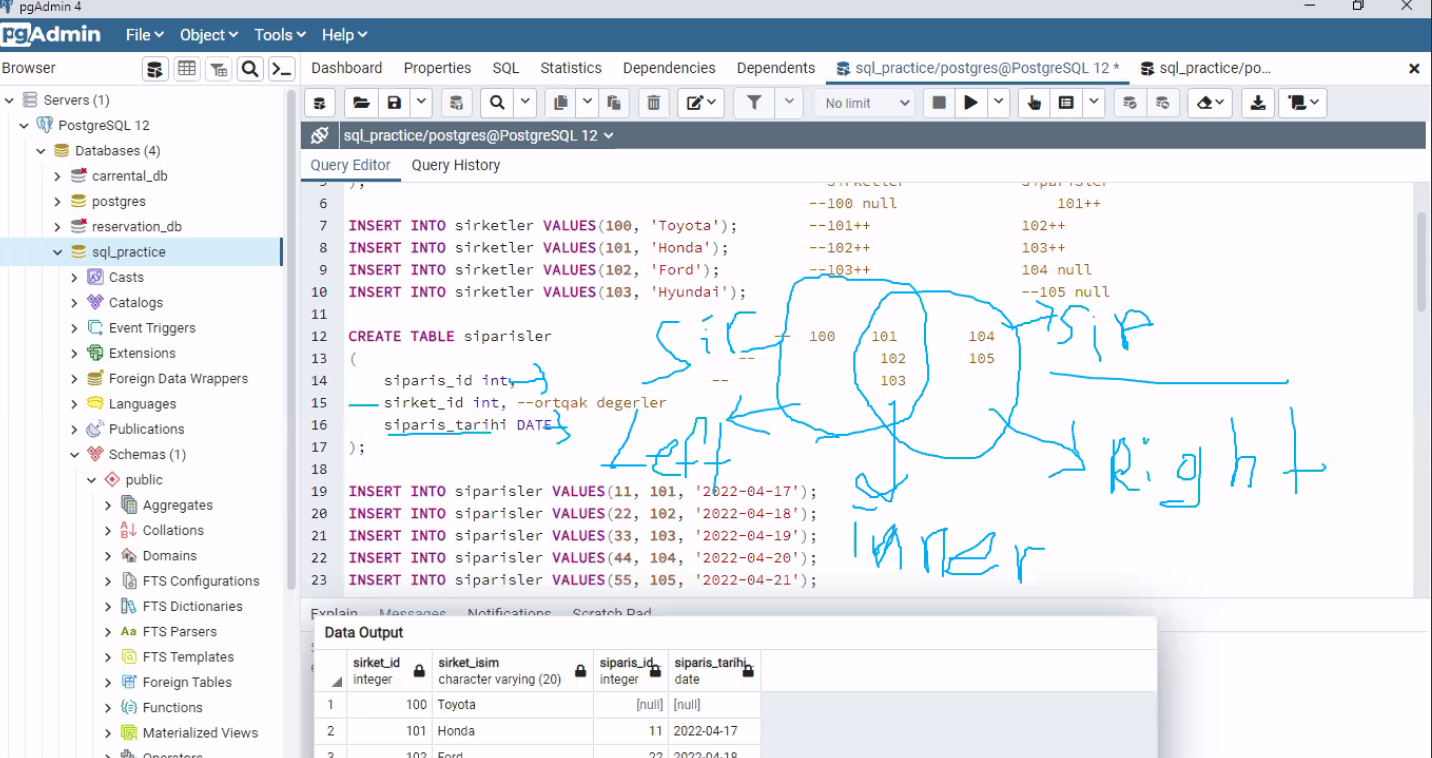 pgAdmin 4
pgAdmin File Object Tools Help
Browser Dashboard Properties SQL Statistics Dependencies Dependents sql_practice/postgres@PostgreSQL 12 * sql_practice/po...
No limit
sql_practice/postgres@PostgreSQL 12
Query Editor Query History
Servers (1)
PostgreSQL 12
Databases (4)
carrental_db
postgres
reservation_db
sql_practice
Casts
Catalogs
Event Triggers
Extensions
Foreign Data Wrappers
Languages
Publications
Schemas (1)
public
Aggregates
Collations
Domains
FTS Configurations
FTS Dictionaries
FTS Parsers
FTS Templates
Foreign Tables
Functions
Materialized Views
Operators
5 ); sirketler siparisler
6 --100 null 101++
7 INSERT INTO sirketler VALUES(100, 'Toyota'); --101++ 102++
8 INSERT INTO sirketler VALUES(101, 'Honda'); --102++ 103++
9 INSERT INTO sirketler VALUES(102, 'Ford'); --103++ 104 null
10 INSERT INTO sirketler VALUES(103, 'Hyundai'); --105 null
11
12 CREATE TABLE siparisler -- 100 101 104
13 ( -- 102 105
14 siparis_id int, -- 103
15 sirket_id int, --ortqak degerler
16 siparis_tarihi DATE
17 );
18
19 INSERT INTO siparisler VALUES(11, 101, '2022-04-17');
20 INSERT INTO siparisler VALUES(22, 102, '2022-04-18');
21 INSERT INTO siparisler VALUES(33, 103, '2022-04-19');
22 INSERT INTO siparisler VALUES(44, 104, '2022-04-20');
23 INSERT INTO siparisler VALUES(55, 105, '2022-04-21');
Sir
Sip
Left
Right
Inner
Explain Messages Notifications Scratch Pad
Data Output
sirket_id sirket_isim siparis_id siparis_tarihi
integer character varying (20) integer date
1 100 Toyota [null] [null]
2 101 Honda 11 2022-04-17
3 102 Ford 22 2022-04-18